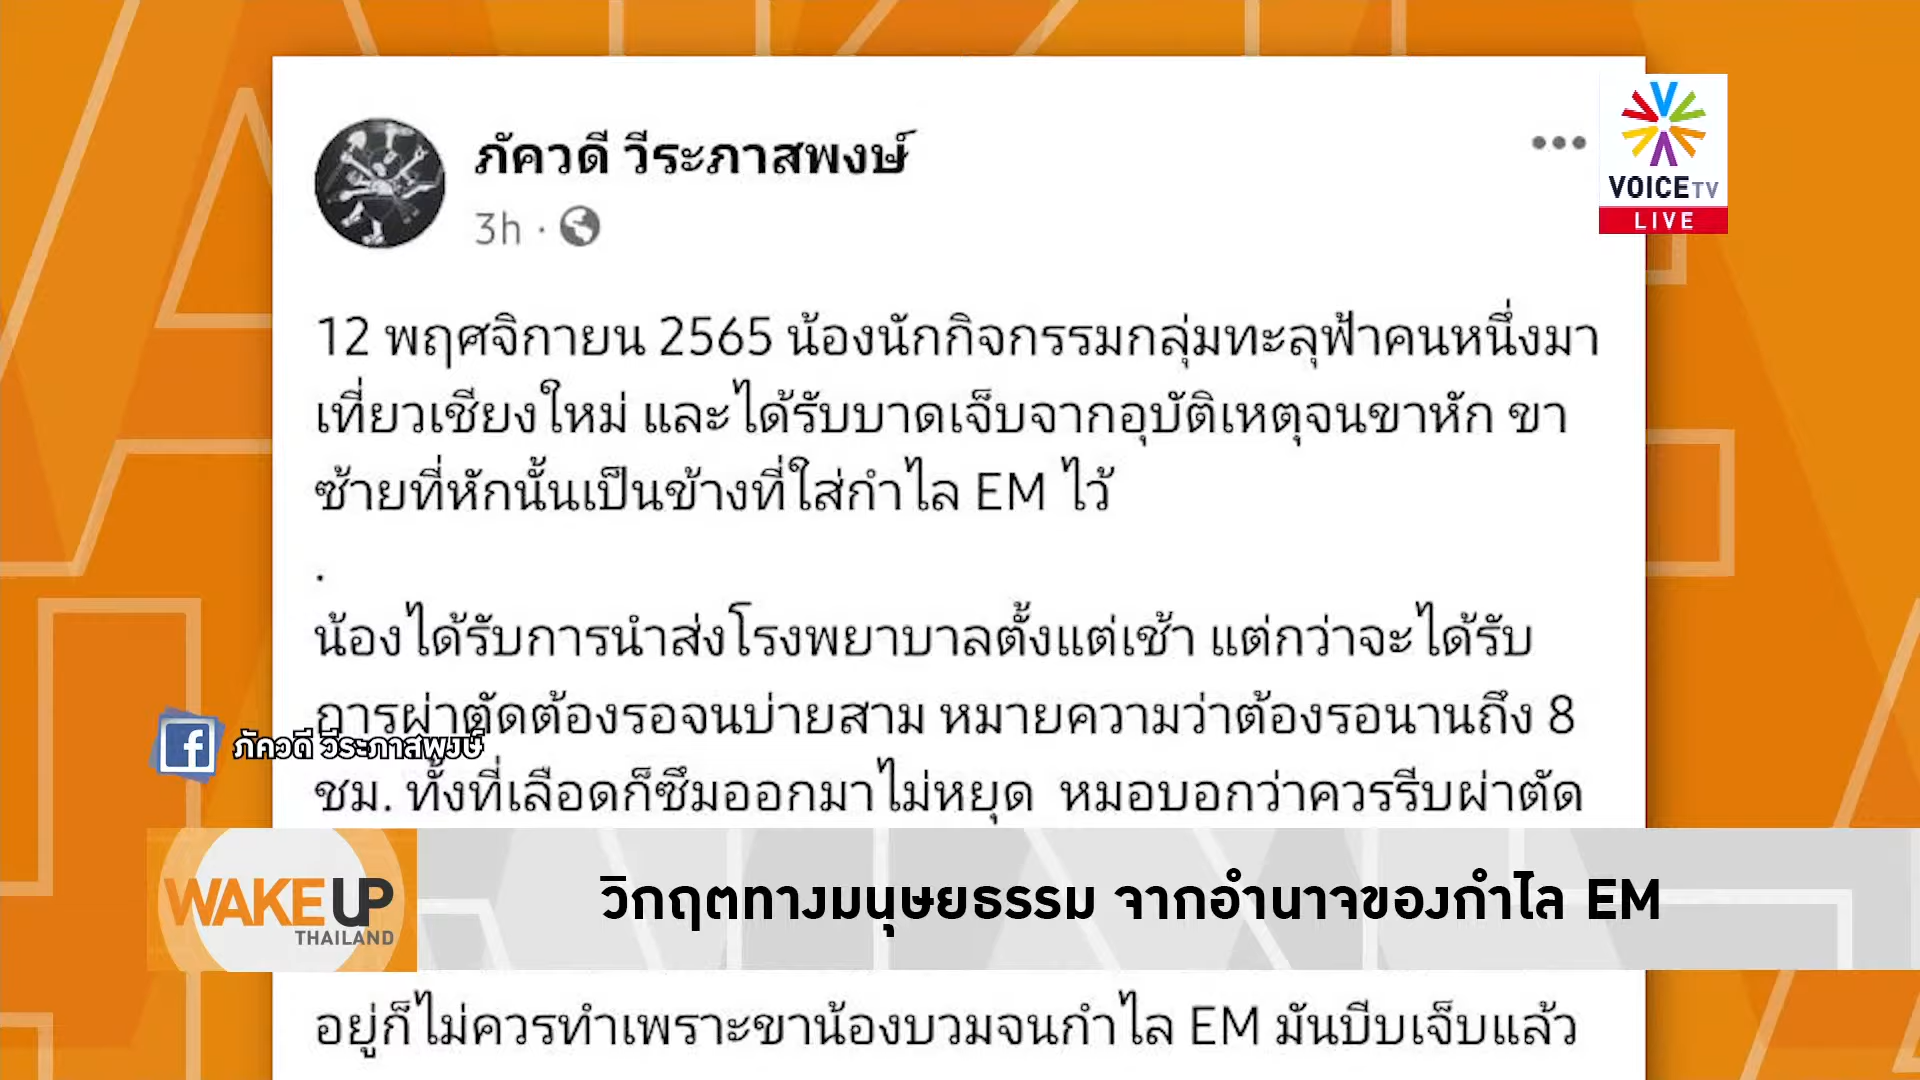 ภัควดี วีระภาสพงษ์
3h ·
VOICE TV
LIVE
12 พฤศจิกายน 2565 น้องนักกิจกรรมกลุ่มทะลุฟ้าคนหนึ่งมา
เที่ยวเชียงใหม่ และได้รับบาดเจ็บจากอุบัติเหตุจนขาหัก ขา
ซ้ายที่หักนั้นเป็นข้างที่ใส่กำไล EM ไว้
.
น้องได้รับการนำส่งโรงพยาบาลตั้งแต่เช้า แต่กว่าจะได้รับ
การผ่าตัดต้องรอจนบ่ายสาม หมายความว่าต้องรอนานถึง 8
ภัควดี วีระภาสพงษ์
ชม. ทั้งที่เลือดก็ซึมออกมาไม่หยุด หมอบอกว่าควรรีบผ่าตัด
WAKE UP
THAILAND
วิกฤตทางมนุษยธรรม จากอำนาจของกำไล EM
อยู่ก็ไม่ควรทำเพราะขาน้องบวมจนกำไล EM มันบีบเจ็บแล้ว